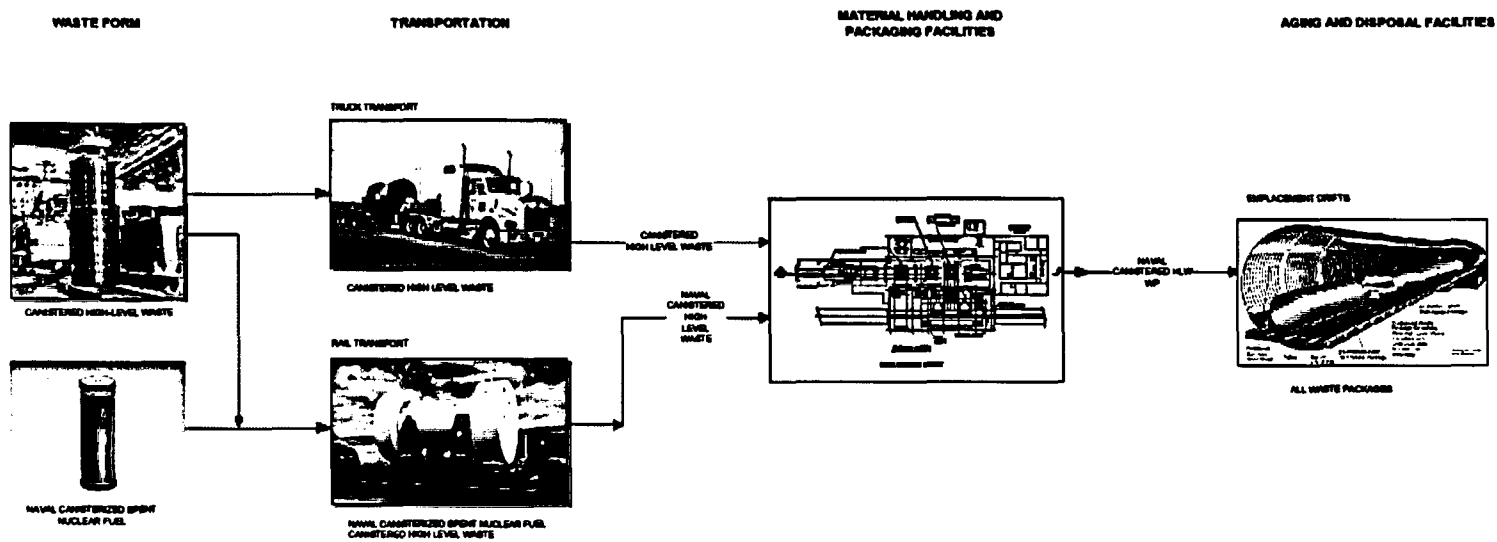 WASTE FORM
TRANSPORTATION
MATERIAL HANDLING AND
PACKAGING FACILITIES
AGING AND DISPOSAL FACILITIES
TRUCK TRANSPORT
CANISTERED HIGH-LEVEL WASTE
CANISTERED HIGH LEVEL WASTE
CANISTERED
HIGH LEVEL WASTE
RAIL TRANSPORT
NAVAL
CANISTERED
HIGH
LEVEL
WASTE
NAVAL
CANISTERED HLW
WP
EMPLACEMENT DRIFTS
ALL WASTE PACKAGES
NAVAL CANISTERIZED SPENT
NUCLEAR FUEL
NAVAL CANISTERIZED SPENT NUCLEAR FUEL
CANISTERED HIGH LEVEL WASTE